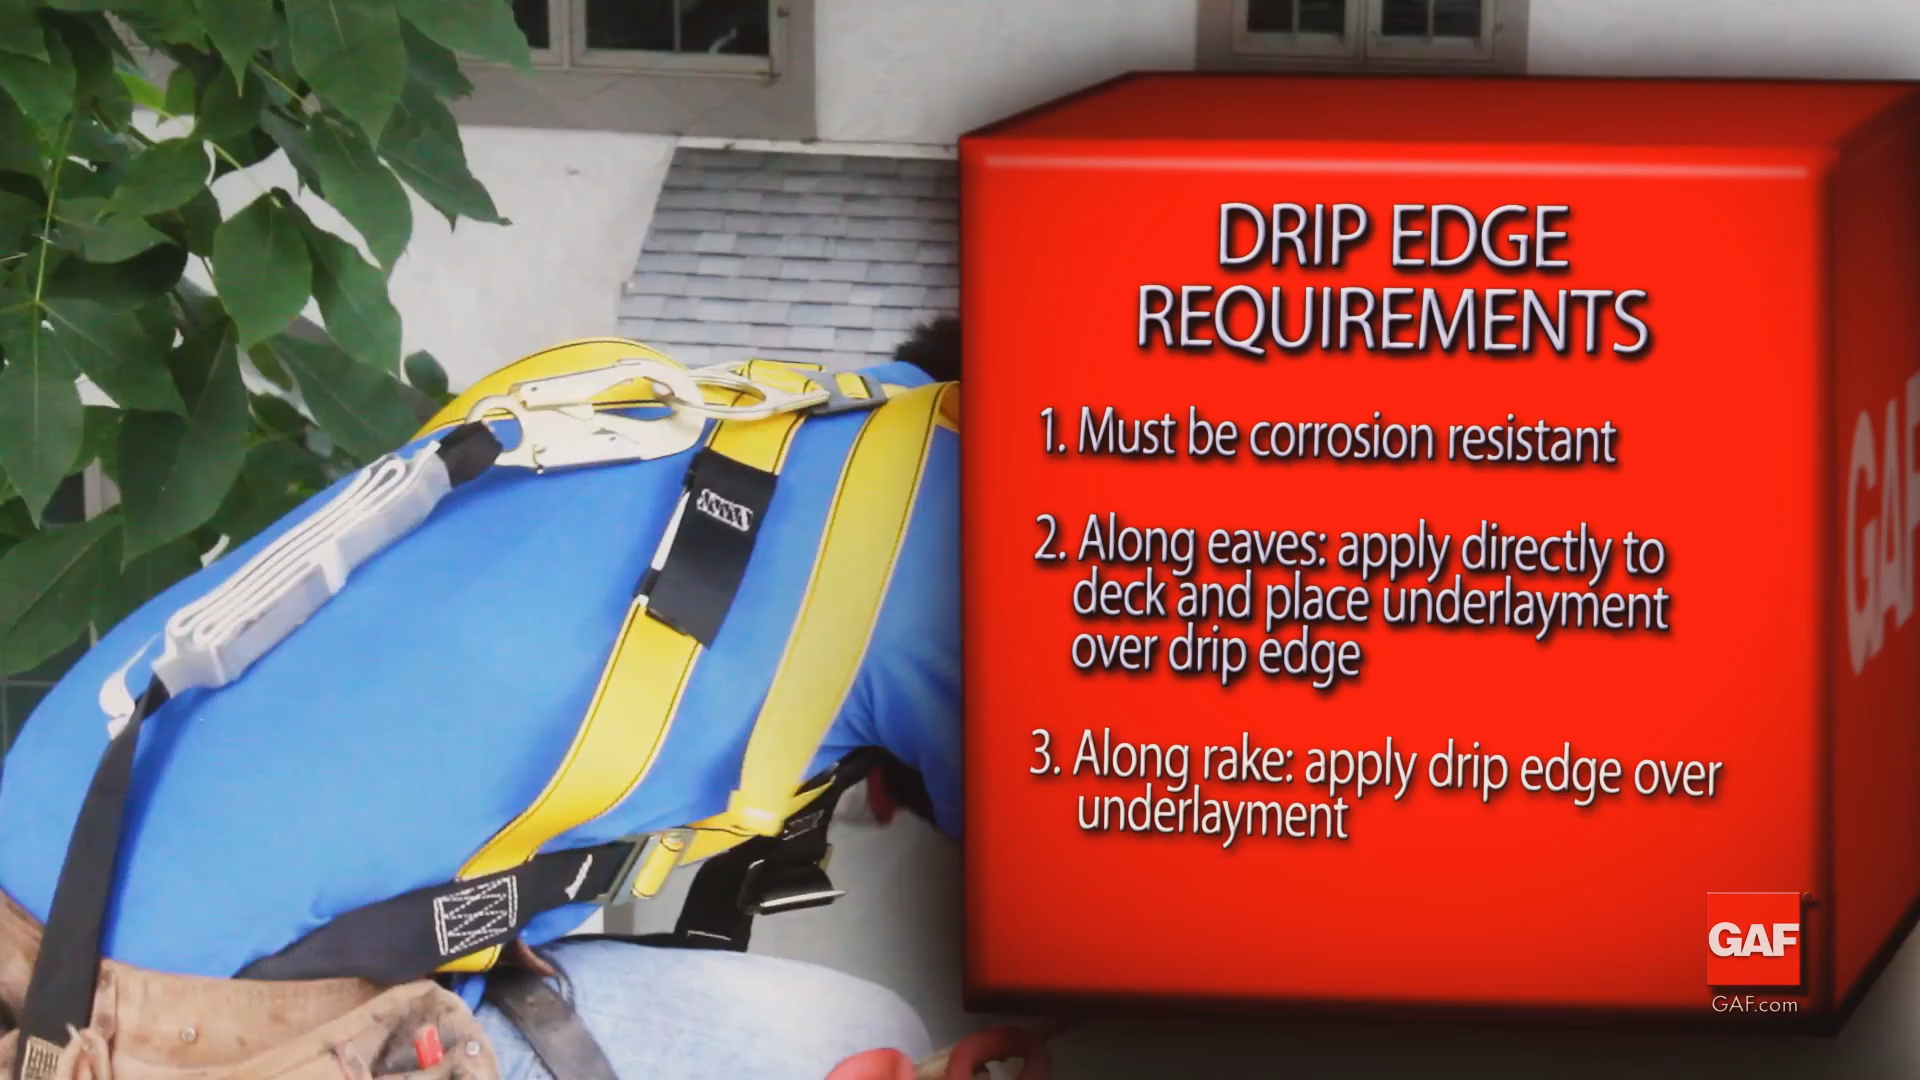 DRIP EDGE
REQUIREMENTS
1. Must be corrosion resistant
2. Along eaves: apply directly to
deck and place underlayment
over drip edge
3. Along rake: apply drip edge over
underlayment
GAF
GAF
GAF.com